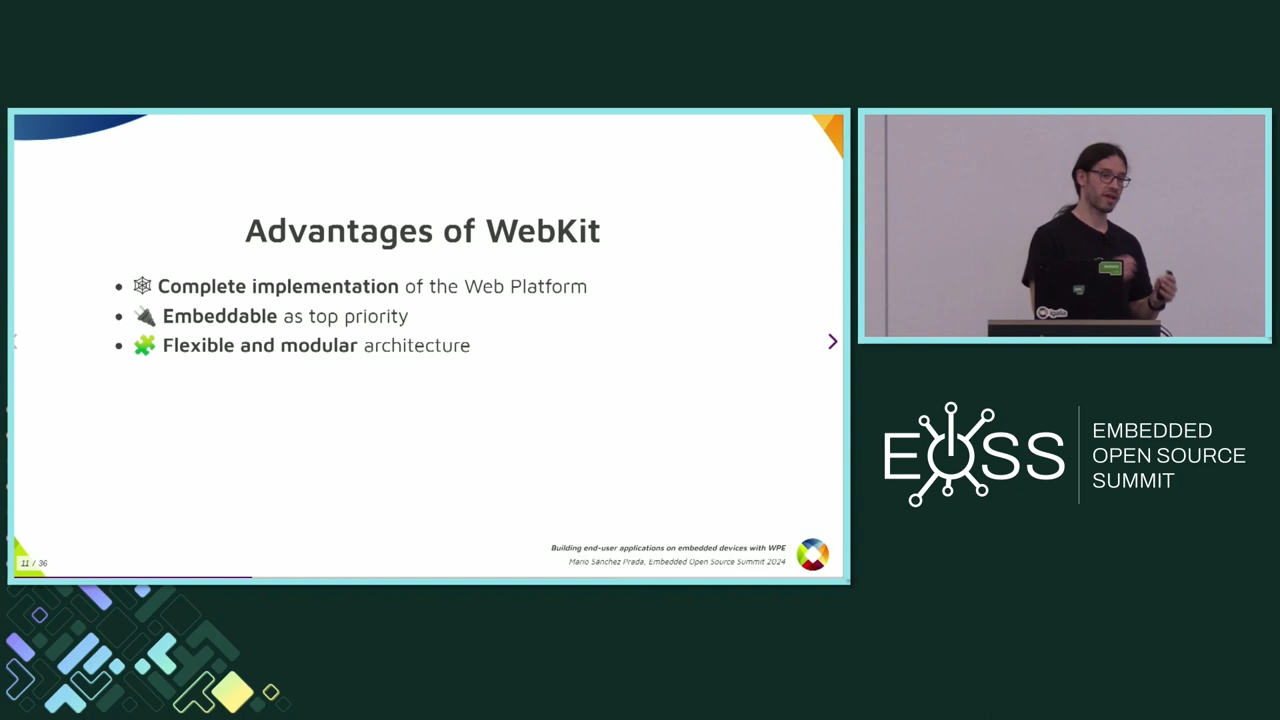 Advantages of WebKit
Complete implementation of the Web Platform
Embeddable as top priority
Flexible and modular architecture
Building end-user applications on embedded devices with WPE
Mario Sánchez Prada, Embedded Open Source Summit 2024
11 / 36
EOSS
EMBEDDED
OPEN SOURCE
SUMMIT
Igalia